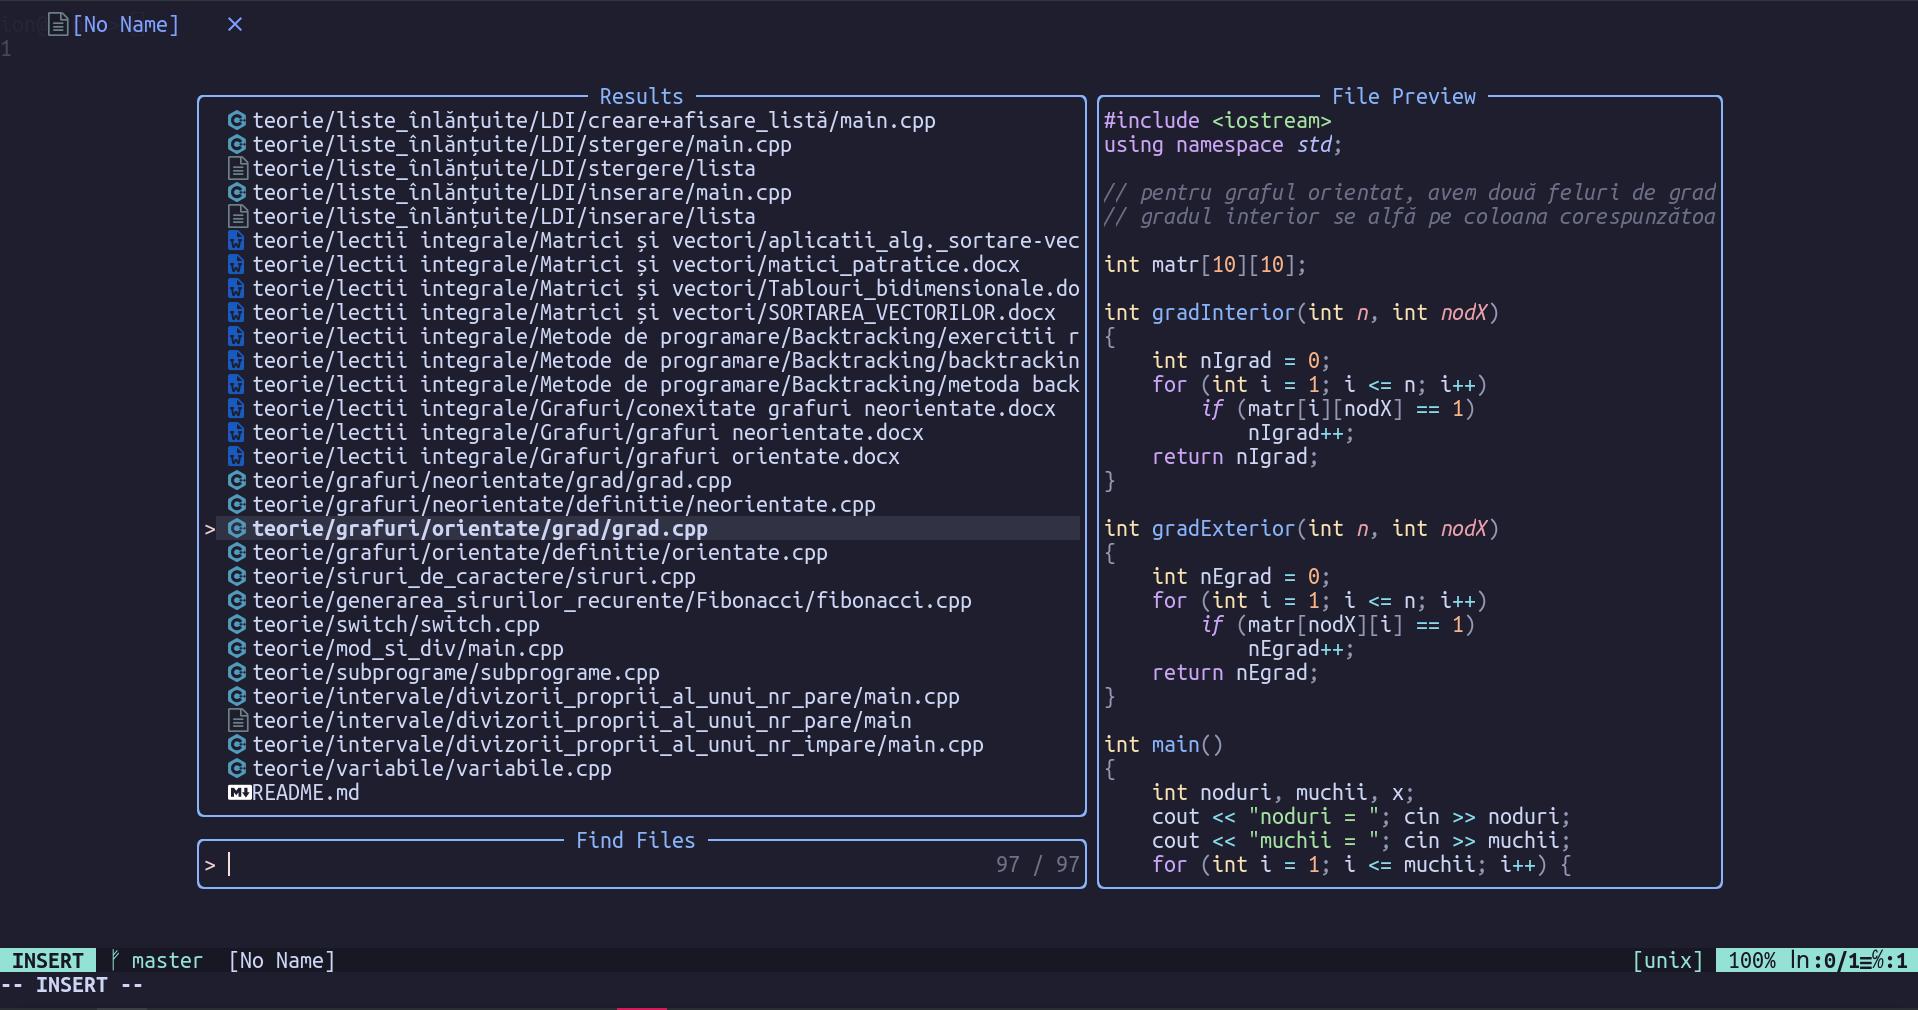 [No Name] ×
1
Results
teorie/liste_înlănțuite/LDI/creare+afisare_listă/main.cpp
teorie/liste_înlănțuite/LDI/stergere/main.cpp
teorie/liste_înlănțuite/LDI/stergere/lista
teorie/liste_înlănțuite/LDI/inserare/main.cpp
teorie/liste_înlănțuite/LDI/inserare/lista
teorie/lectii integrale/Matrici și vectori/aplicatii_alg._sortare-vec
teorie/lectii integrale/Matrici și vectori/matici_patratice.docx
teorie/lectii integrale/Matrici și vectori/Tablouri_bidimensionale.do
teorie/lectii integrale/Matrici și vectori/SORTAREA_VECTORILOR.docx
teorie/lectii integrale/Metode de programare/Backtracking/exercitii r
teorie/lectii integrale/Metode de programare/Backtracking/backtrackin
teorie/lectii integrale/Metode de programare/Backtracking/metoda back
teorie/lectii integrale/Grafuri/conexitate grafuri neorientate.docx
teorie/lectii integrale/Grafuri/grafuri neorientate.docx
teorie/lectii integrale/Grafuri/grafuri orientate.docx
teorie/grafuri/neorientate/grad/grad.cpp
teorie/grafuri/neorientate/definitie/neorientate.cpp
> teorie/grafuri/orientate/grad/grad.cpp
teorie/grafuri/orientate/definitie/orientate.cpp
teorie/siruri_de_caractere/siruri.cpp
teorie/generarea_sirurilor_recurente/Fibonacci/fibonacci.cpp
teorie/switch/switch.cpp
teorie/mod_si_div/main.cpp
teorie/subprograme/subprograme.cpp
teorie/intervale/divizorii_proprii_al_unui_nr_pare/main.cpp
teorie/intervale/divizorii_proprii_al_unui_nr_pare/main
teorie/intervale/divizorii_proprii_al_unui_nr_impare/main.cpp
teorie/variabile/variabile.cpp
README.md
Find Files
> 97 / 97
File Preview
#include <iostream>
using namespace std;
// pentru graful orientat, avem două feluri de grad
// gradul interior se alfă pe coloana corespunzătoa
int matr[10][10];
int gradInterior(int n, int nodX)
{
int nIgrad = 0;
for (int i = 1; i <= n; i++)
if (matr[i][nodX] == 1)
nIgrad++;
return nIgrad;
}
int gradExterior(int n, int nodX)
{
int nEgrad = 0;
for (int i = 1; i <= n; i++)
if (matr[nodX][i] == 1)
nEgrad++;
return nEgrad;
}
int main()
{
int noduri, muchii, x;
cout << "noduri = "; cin >> noduri;
cout << "muchii = "; cin >> muchii;
for (int i = 1; i <= muchii; i++) {
INSERT master [No Name] [unix] 100% ln:0/1≡℅:1
-- INSERT --